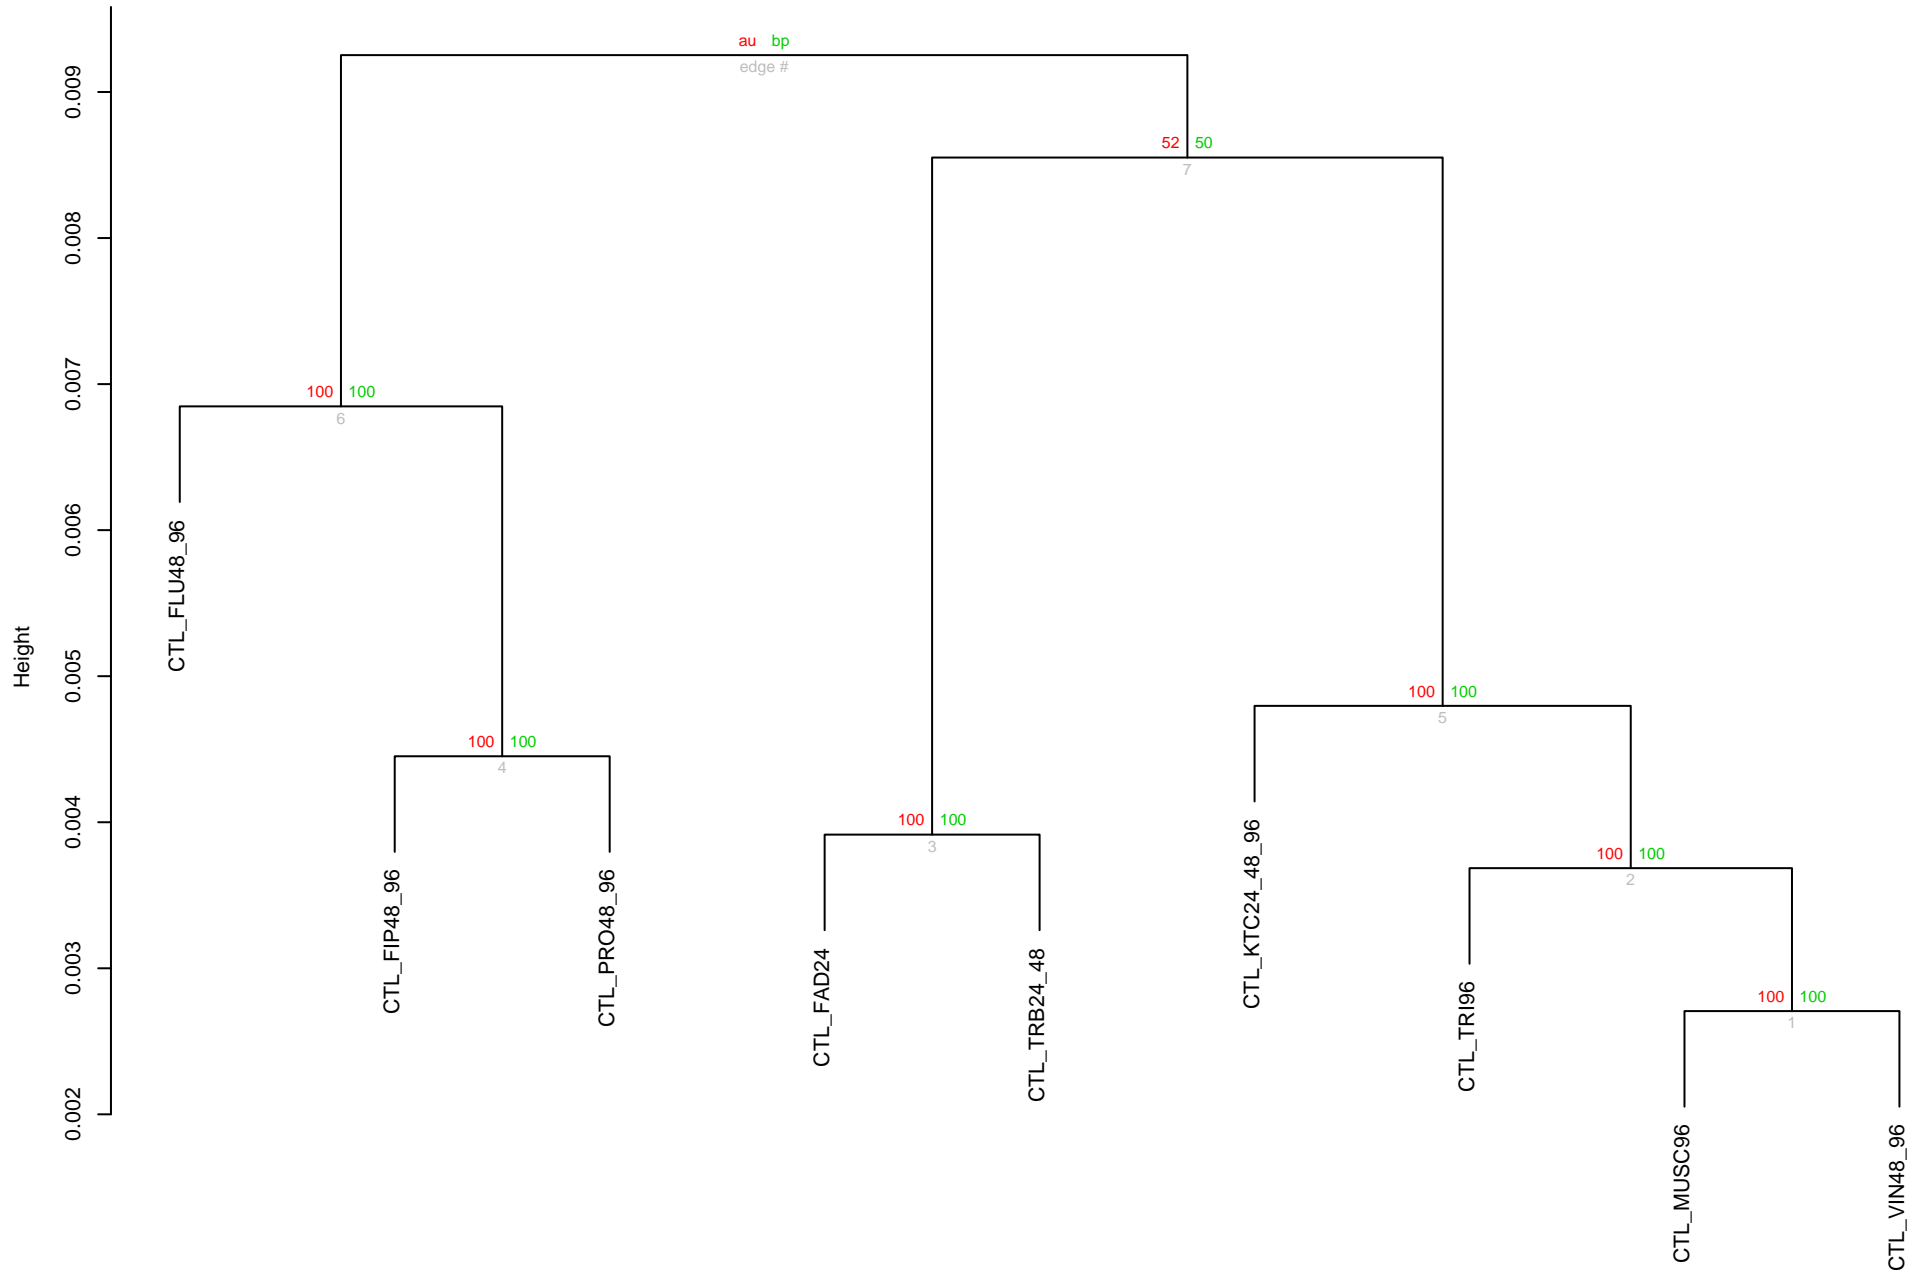 au bp
edge #
0.009
52 50
7
0.008
0.007
100 100
6
0.006
CTL_FLU48_96
Height
0.005
100 100
5
100 100
4
0.004
100 100
3
CTL_KTC24_48_96
100 100
2
CTL_FIP48_96
CTL_PRO48_96
0.003
CTL_FAD24
CTL_TRB24_48
CTL_TRI96
100 100
1
0.002
CTL_MUSC96
CTL_VIN48_96